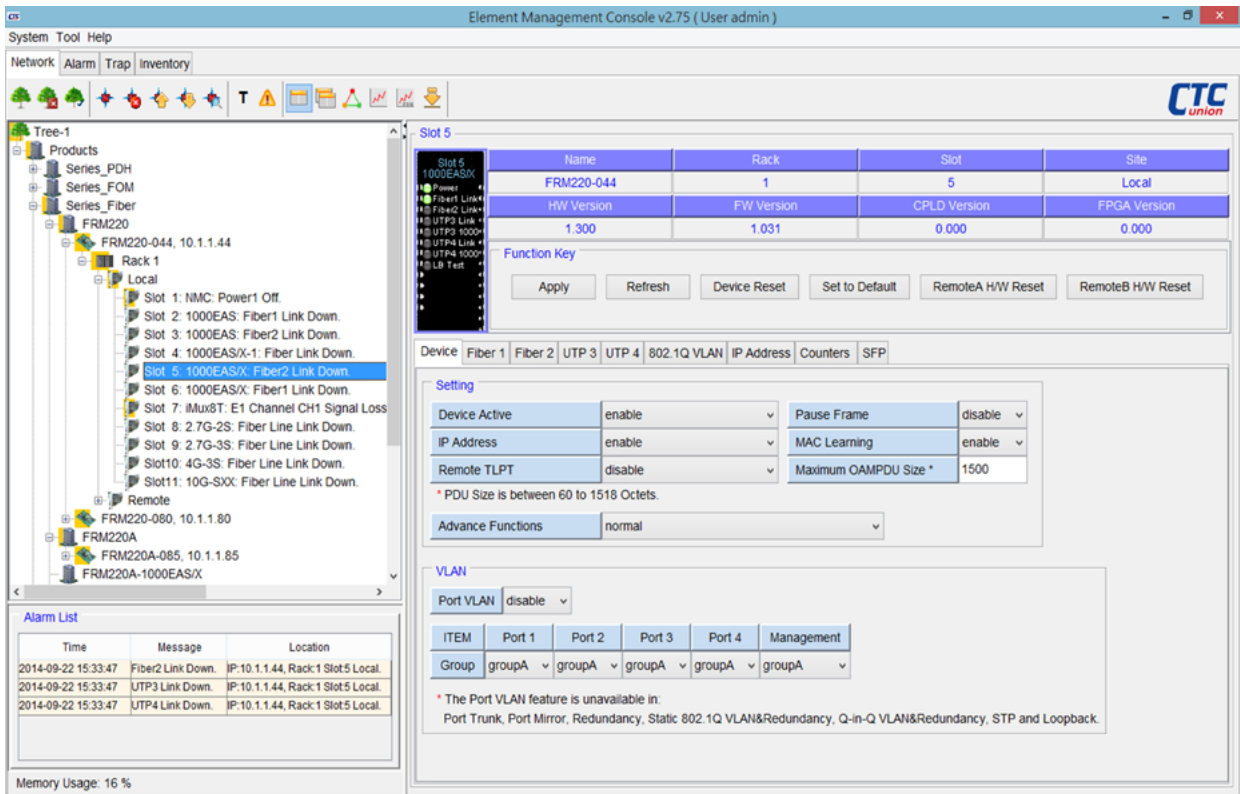 CTC
Element Management Console v2.75 ( User admin )
System Tool Help
Network Alarm Trap Inventory
T
CTC
union
Tree-1
Products
Series_PDH
Series_FOM
Series_Fiber
FRM220
FRM220-044, 10.1.1.44
Rack 1
Local
Slot 1: NMC: Power1 Off.
Slot 2: 1000EAS: Fiber1 Link Down.
Slot 3: 1000EAS: Fiber2 Link Down.
Slot 4: 1000EAS/X-1: Fiber Link Down.
Slot 5: 1000EAS/X: Fiber2 Link Down.
Slot 6: 1000EAS/X: Fiber1 Link Down.
Slot 7: iMux8T: E1 Channel CH1 Signal Loss
Slot 8: 2.7G-2S: Fiber Line Link Down.
Slot 9: 2.7G-3S: Fiber Line Link Down.
Slot10: 4G-3S: Fiber Line Link Down.
Slot11: 10G-SXX: Fiber Line Link Down.
Remote
FRM220-080, 10.1.1.80
FRM220A
FRM220A-085, 10.1.1.85
FRM220A-1000EAS/X
Alarm List
Time Message Location
2014-09-22 15:33:47 Fiber2 Link Down. IP:10.1.1.44, Rack:1 Slot:5 Local.
2014-09-22 15:33:47 UTP3 Link Down. IP:10.1.1.44, Rack:1 Slot:5 Local.
2014-09-22 15:33:47 UTP4 Link Down. IP:10.1.1.44, Rack:1 Slot:5 Local.
Memory Usage: 16 %
Slot 5
Slot 5
1000EAS/X
Power
Fiber1 Link
Fiber2 Link
UTP3 Link
UTP3 1000
UTP4 Link
UTP4 1000
LB Test
Name Rack Slot Site
FRM220-044 1 5 Local
HW Version FW Version CPLD Version FPGA Version
1.300 1.031 0.000 0.000
Function Key
Apply Refresh Device Reset Set to Default RemoteA H/W Reset RemoteB H/W Reset
Device Fiber 1 Fiber 2 UTP 3 UTP 4 802.1Q VLAN IP Address Counters SFP
Setting
Device Active enable Pause Frame disable
IP Address enable MAC Learning enable
Remote TLPT disable Maximum OAMPDU Size * 1500
* PDU Size is between 60 to 1518 Octets.
Advance Functions normal
VLAN
Port VLAN disable
ITEM Port 1 Port 2 Port 3 Port 4 Management
Group groupA groupA groupA groupA groupA
* The Port VLAN feature is unavailable in:
Port Trunk, Port Mirror, Redundancy, Static 802.1Q VLAN&Redundancy, Q-in-Q VLAN&Redundancy, STP and Loopback.